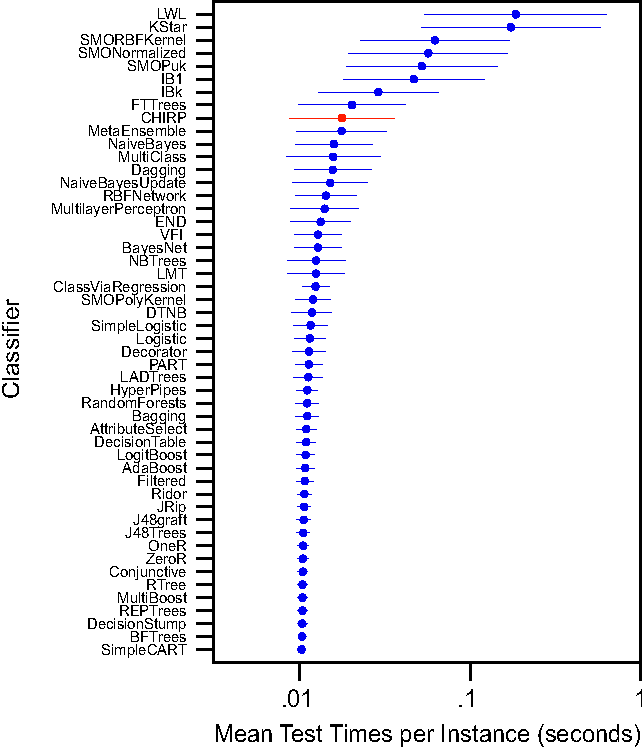 LWL
KStar
SMORBFKernel
SMONormalized
SMOPuk
IB1
IBk
FTTrees
CHIRP
MetaEnsemble
NaiveBayes
MultiClass
Dagging
NaiveBayesUpdate
RBFNetwork
MultilayerPerceptron
END
VFI
BayesNet
NBTrees
LMT
ClassViaRegression
SMOPolyKernel
DTNB
SimpleLogistic
Logistic
Decorator
PART
LADTrees
HyperPipes
RandomForests
Bagging
AttributeSelect
DecisionTable
LogitBoost
AdaBoost
Filtered
Ridor
JRip
J48graft
J48Trees
OneR
ZeroR
Conjunctive
RTree
MultiBoost
REPTrees
DecisionStump
BFTrees
SimpleCART
Classifier
.01 .1 1
Mean Test Times per Instance (seconds)